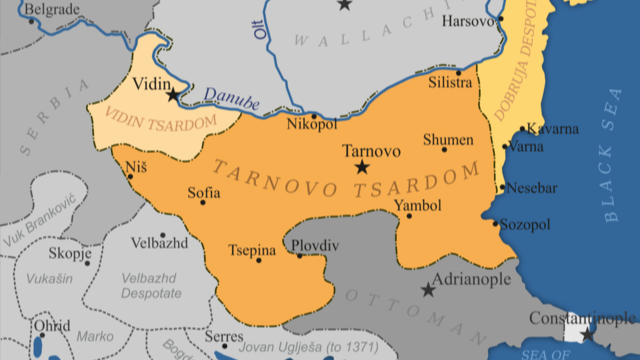 Belgrade
Olt
WALLACHI
Harsovo
DOBRUJA DESPOT
SERBIA
Vidin
Danube
VIDIN TSARDOM
Silistra
Nikopol
Kavarna
BLACK SEA
Shumen
Varna
Tarnovo
Niš
TARNOVO TSARDOM
Sofia
Nesebar
Yambol
Vuk Branković
Sozopol
Skopje
Velbazhd
Tsepina
Plovdiv
Vukašin
Velbazhd
Despotate
Adrianople
OTTOMAN
Constantinople
Ohrid
Marko
Serres
Bogd
Jovan Uglješa (to 1371)
SEA OF